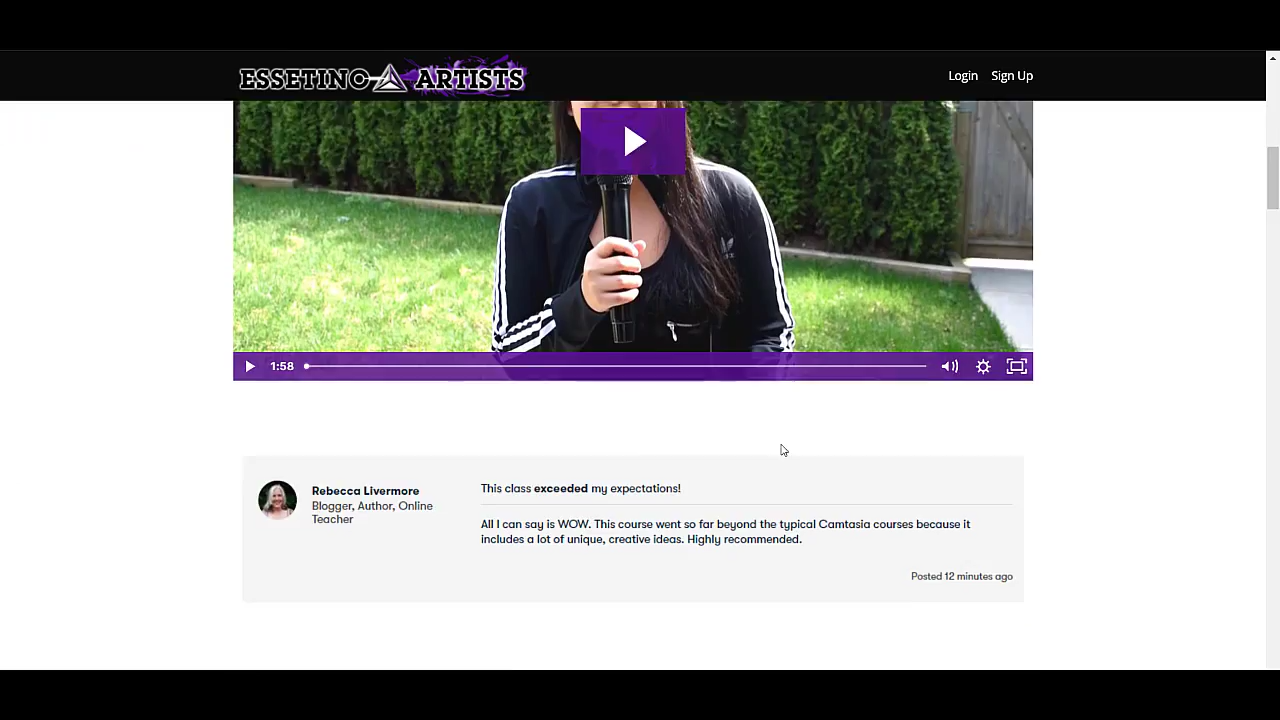 ESSETINO ARTISTS
Login Sign Up
1:58
Rebecca Livermore
Blogger, Author, Online
Teacher
This class exceeded my expectations!
All I can say is WOW. This course went so far beyond the typical Camtasia courses because it
includes a lot of unique, creative ideas. Highly recommended.
Posted 12 minutes ago